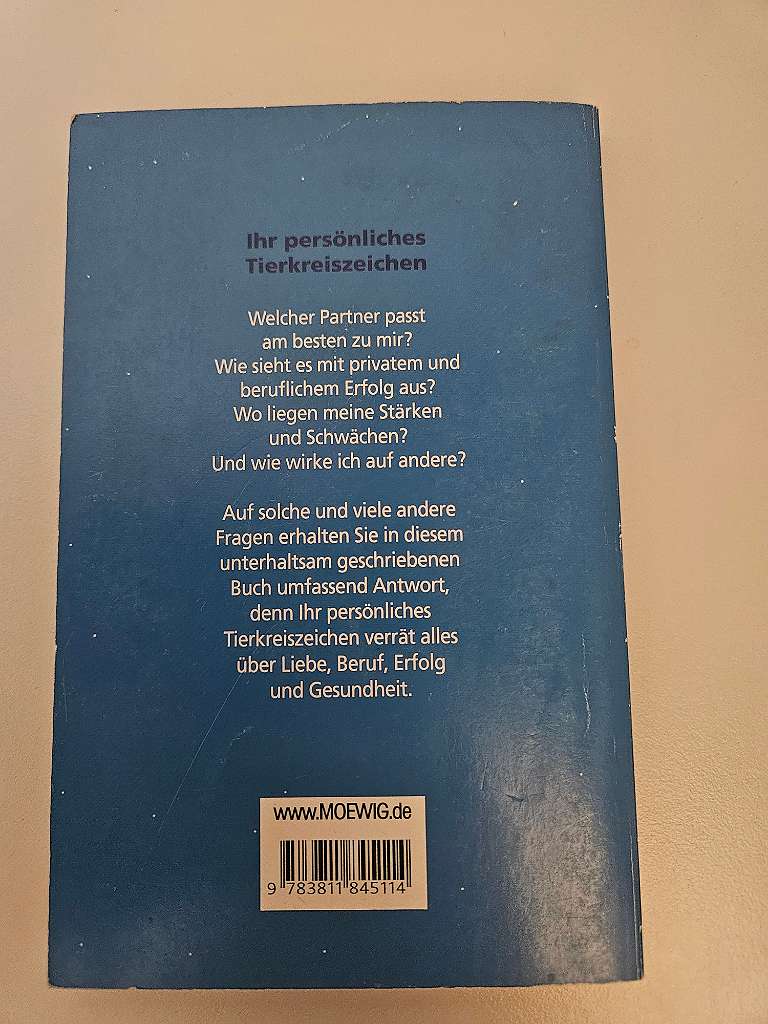 Ihr persönliches
Tierkreiszeichen
Welcher Partner passt
am besten zu mir?
Wie sieht es mit privatem und
beruflichem Erfolg aus?
Wo liegen meine Stärken
und Schwächen?
Und wie wirke ich auf andere?
Auf solche und viele andere
Fragen erhalten Sie in diesem
unterhaltsam geschriebenen
Buch umfassend Antwort,
denn Ihr persönliches
Tierkreiszeichen verrät alles
über Liebe, Beruf, Erfolg
und Gesundheit.
www.MOEWIG.de
9 783811 845114